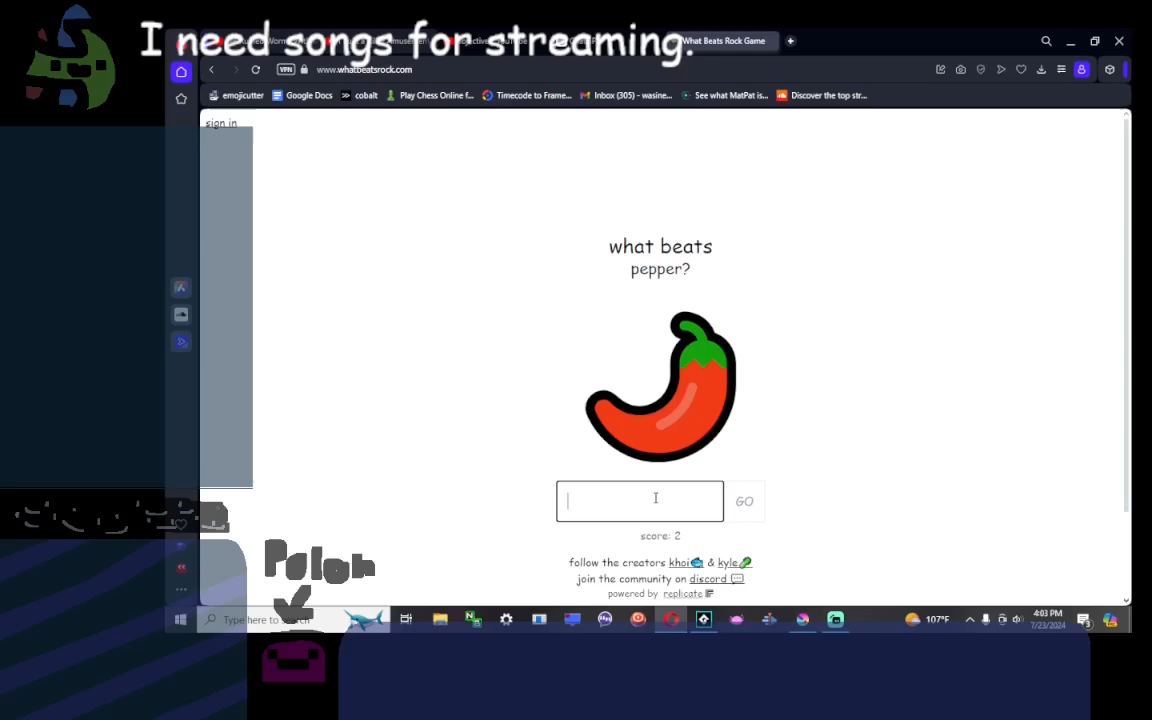 I need songs for streaming.
What Beats Rock Game
VPN www.whatbeatsrock.com
emojicutter Google Docs cobalt Play Chess Online f... Timecode to Frame... Inbox (305) - wasine... See what MatPat is... Discover the top str...
sign in
what beats
pepper?
GO
score: 2
follow the creators khoi & kyle
join the community on discord
powered by replicate
Poloh
Type here to search
107°F
4:03 PM
7/23/2024
3